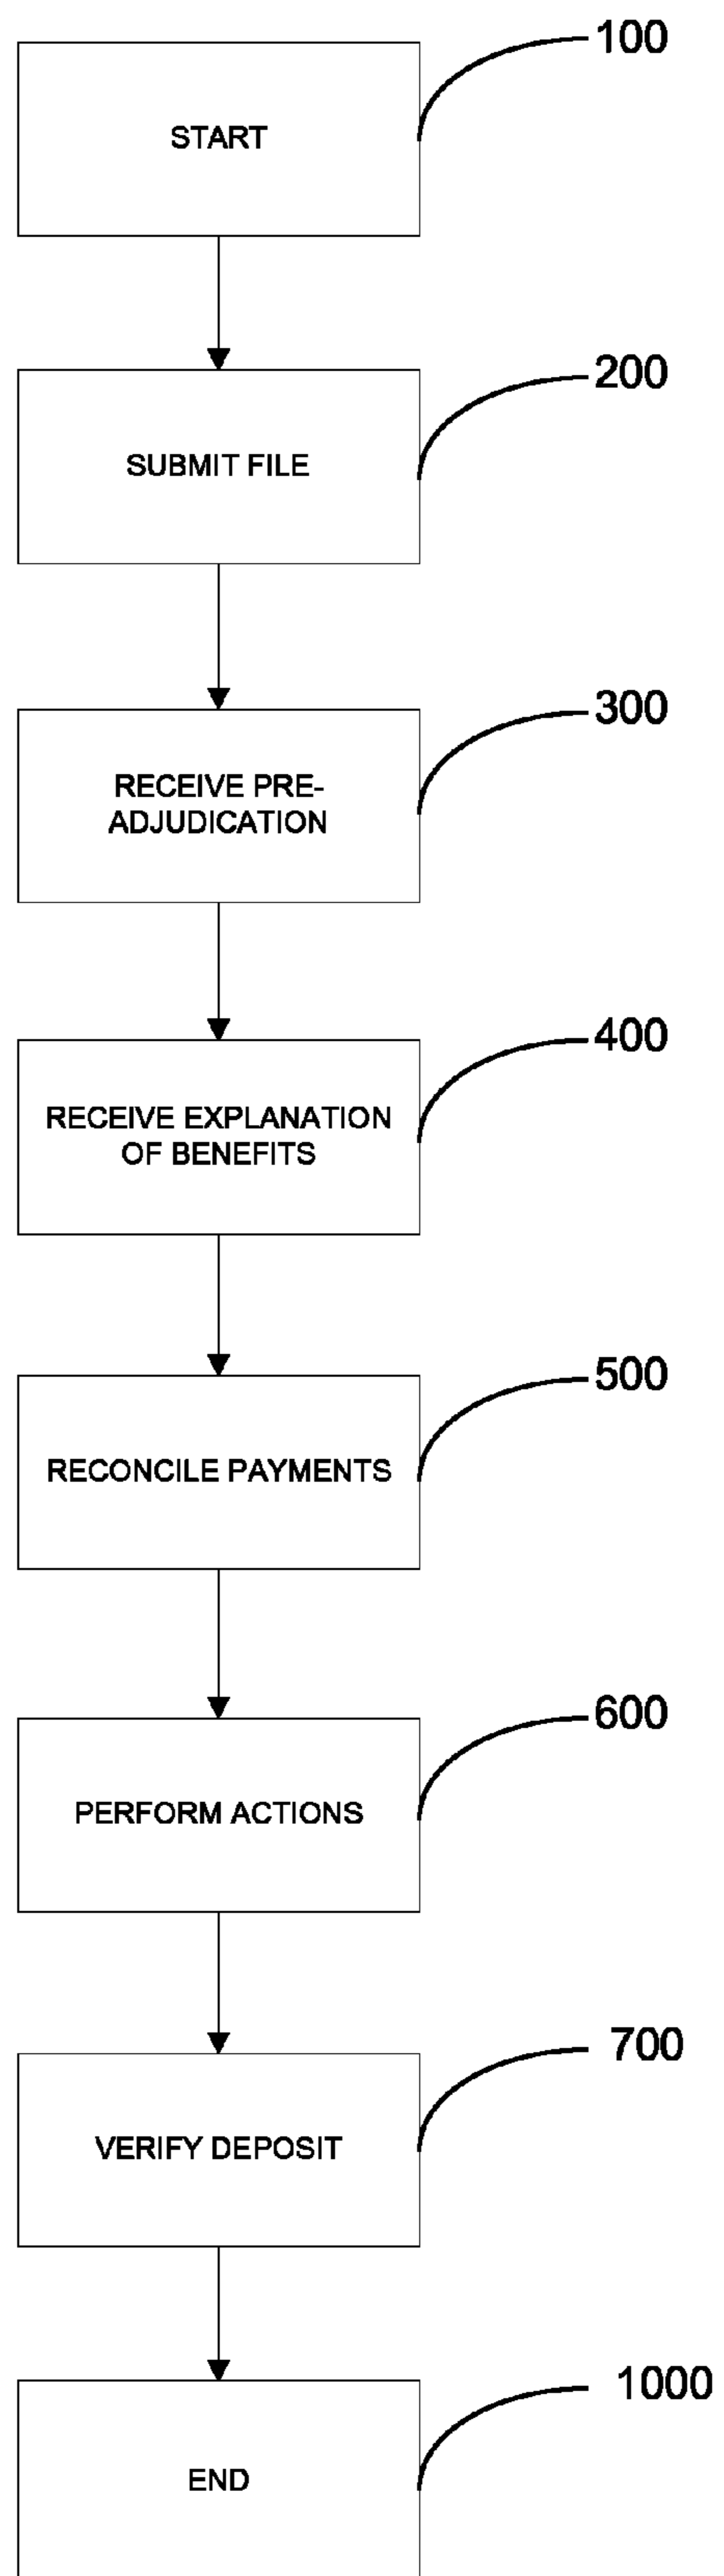 100
START
200
SUBMIT FILE
300
RECEIVE PRE-
ADJUDICATION
400
RECEIVE EXPLANATION
OF BENEFITS
500
RECONCILE PAYMENTS
600
PERFORM ACTIONS
700
VERIFY DEPOSIT
1000
END